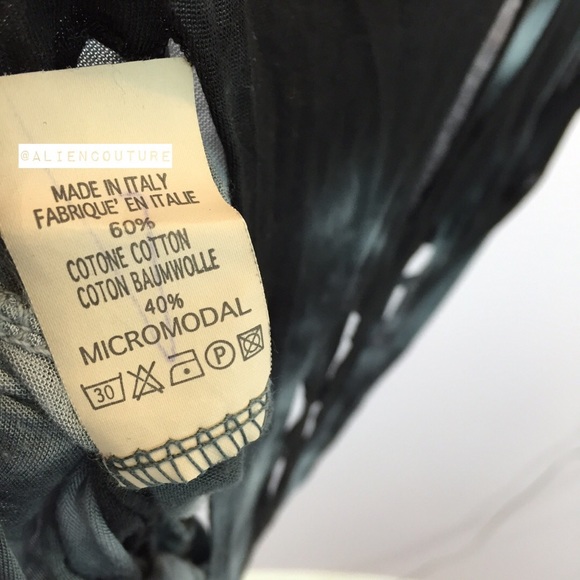 @ALIENCOUTURE
MADE IN ITALY
FABRIQUE' EN ITALIE
60%
COTONE COTTON
COTON BAUMWOLLE
40%
MICROMODAL
30 P